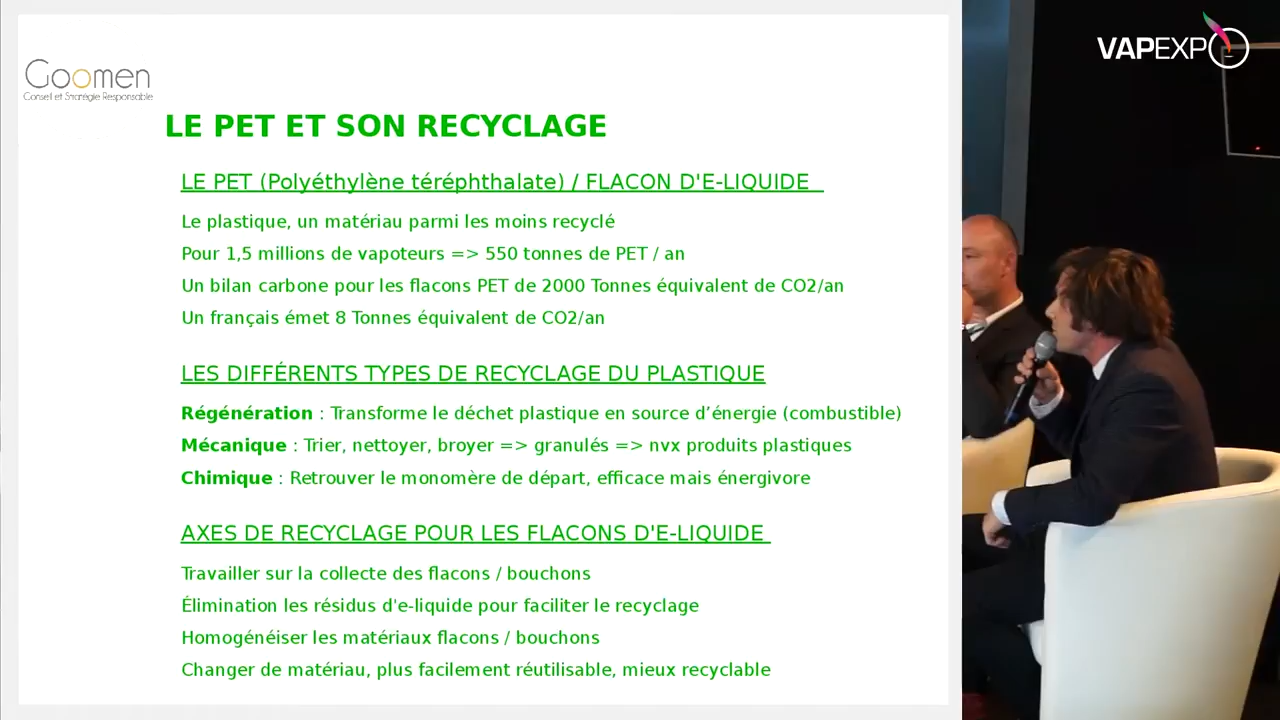 VAPEXPO
Goomen
Conseil et Stratégie Responsable
LE PET ET SON RECYCLAGE
LE PET (Polyéthylène téréphthalate) / FLACON D'E-LIQUIDE
Le plastique, un matériau parmi les moins recyclé
Pour 1,5 millions de vapoteurs => 550 tonnes de PET / an
Un bilan carbone pour les flacons PET de 2000 Tonnes équivalent de CO2/an
Un français émet 8 Tonnes équivalent de CO2/an
LES DIFFÉRENTS TYPES DE RECYCLAGE DU PLASTIQUE
Régénération : Transforme le déchet plastique en source d’énergie (combustible)
Mécanique : Trier, nettoyer, broyer => granulés => nvx produits plastiques
Chimique : Retrouver le monomère de départ, efficace mais énergivore
AXES DE RECYCLAGE POUR LES FLACONS D'E-LIQUIDE
Travailler sur la collecte des flacons / bouchons
Élimination les résidus d'e-liquide pour faciliter le recyclage
Homogénéiser les matériaux flacons / bouchons
Changer de matériau, plus facilement réutilisable, mieux recyclable